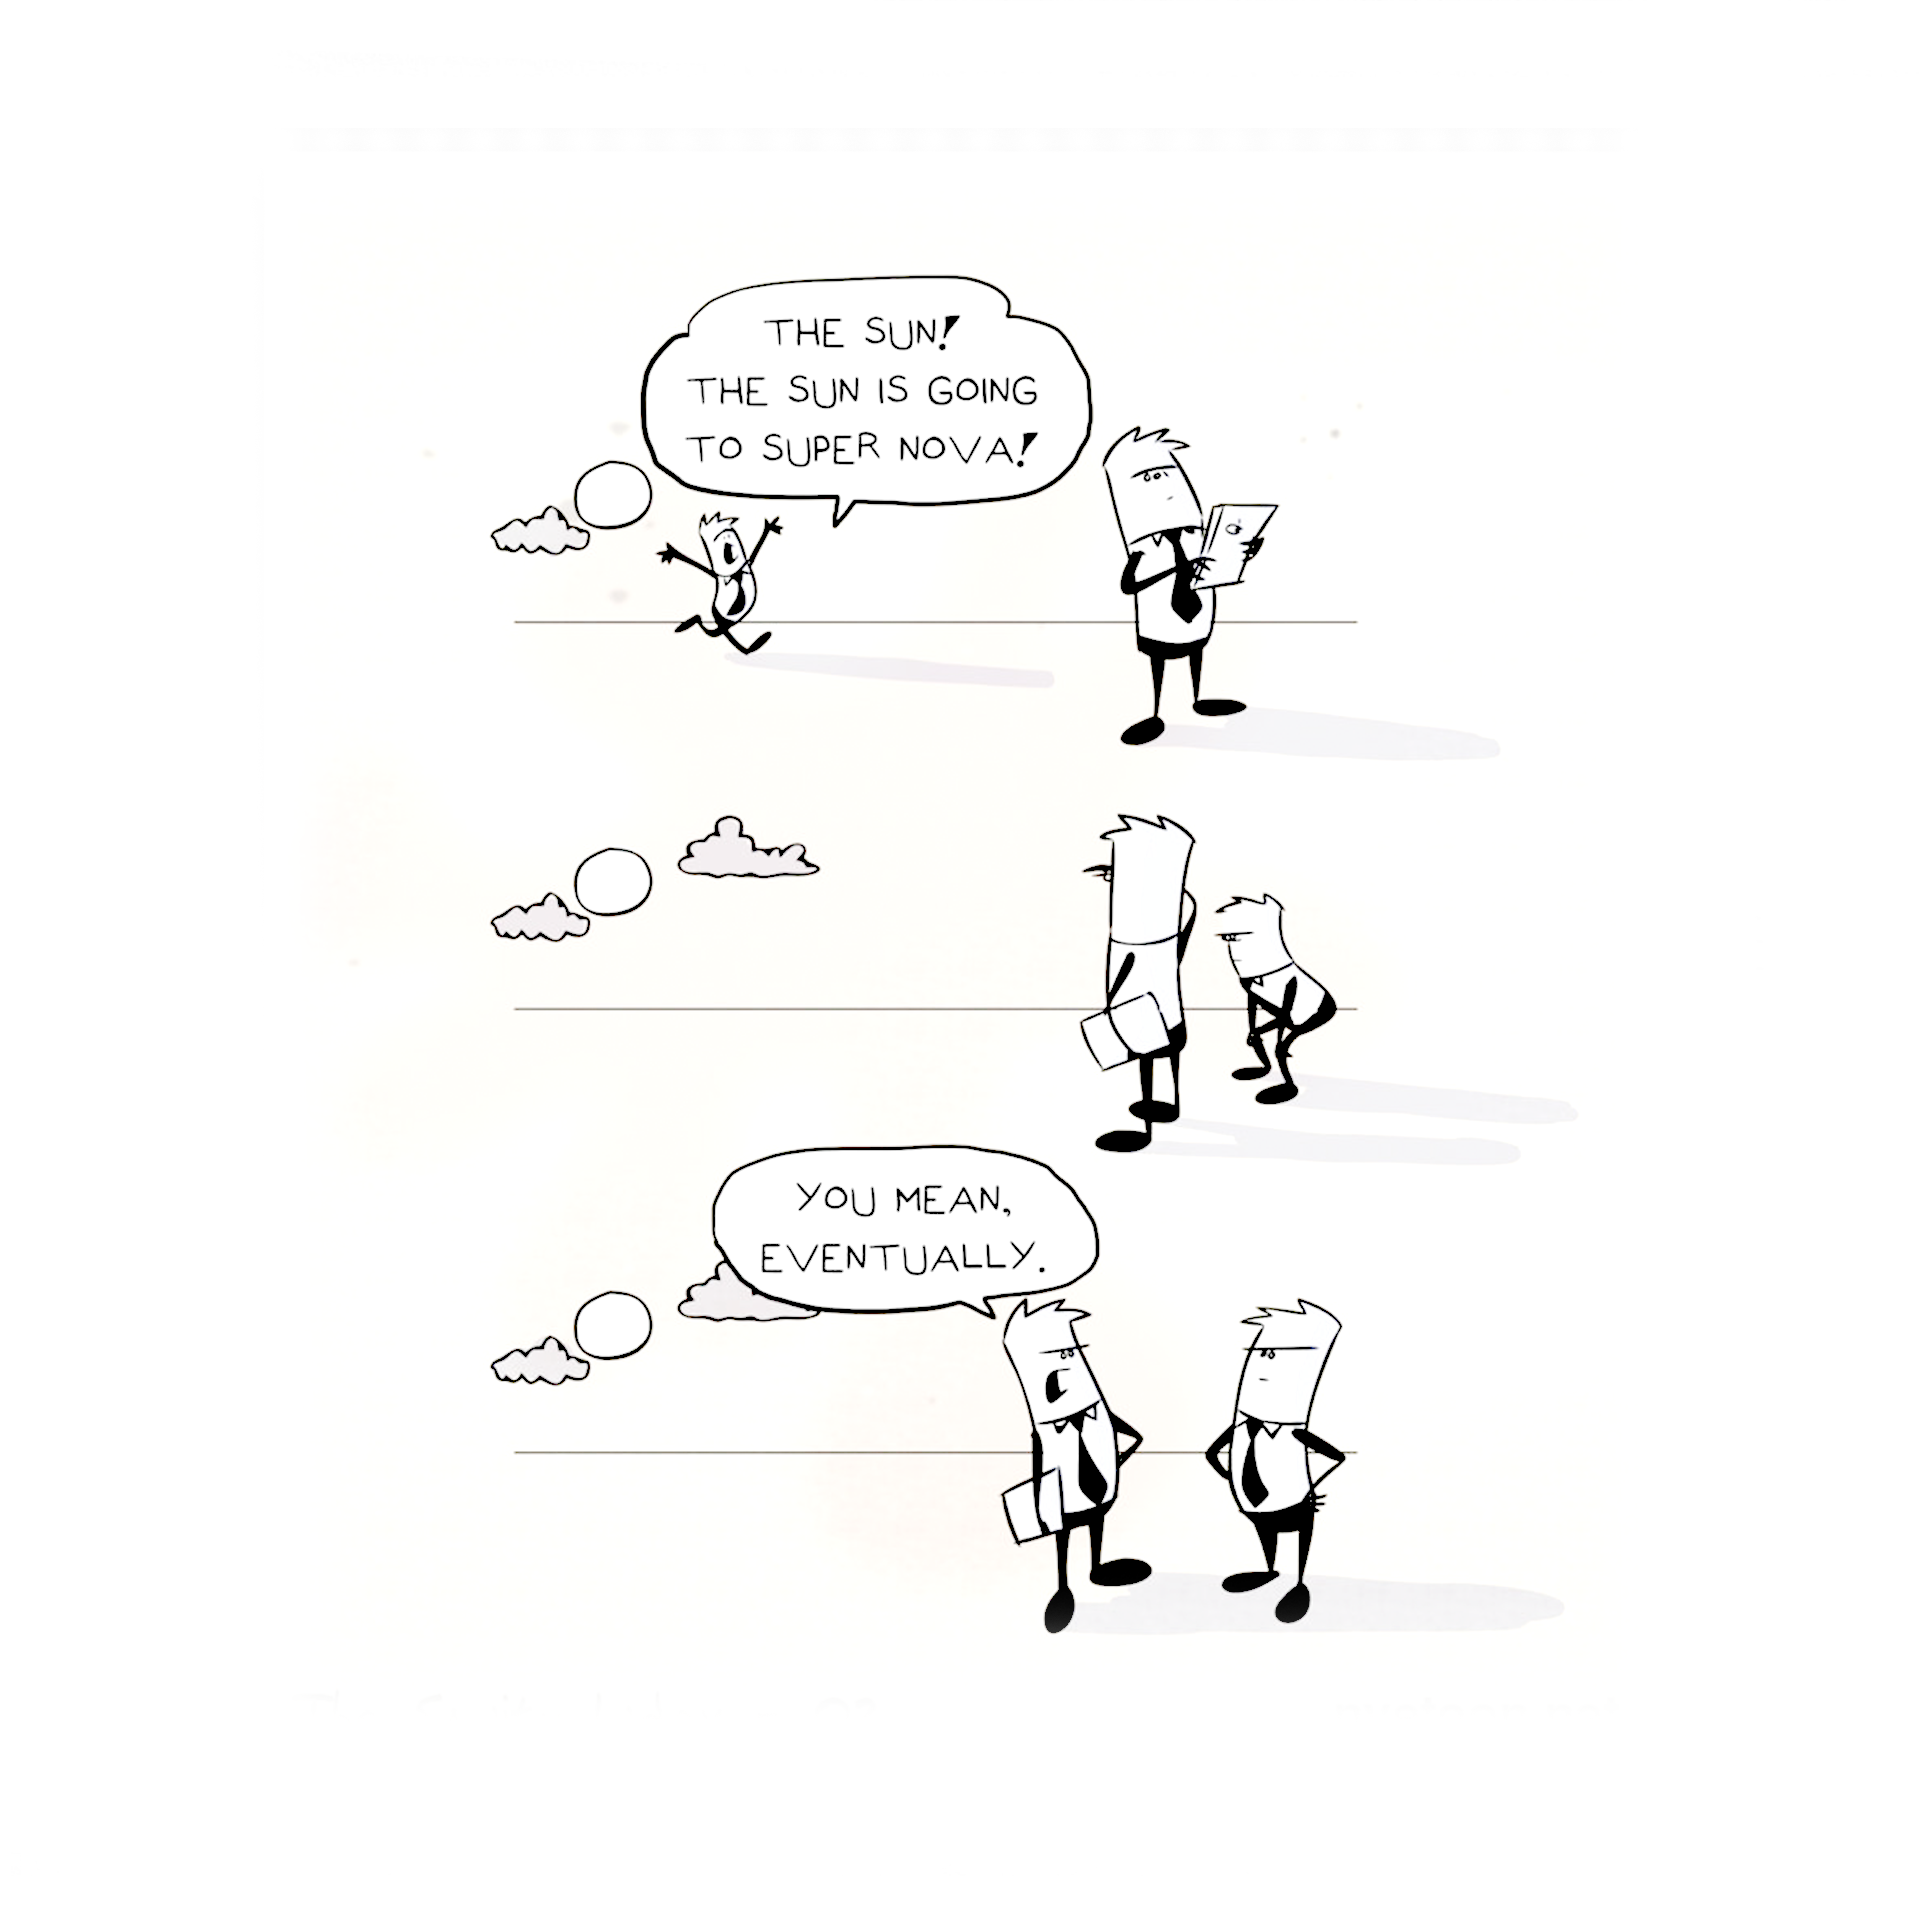 THE SUN!
THE SUN IS GOING
TO SUPER NOVA!
YOU MEAN,
EVENTUALLY.